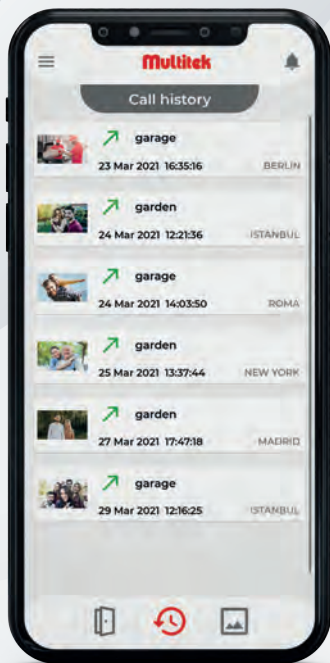 Multitek
Call history
garage
23 Mar 2021 16:35:16 BERLIN
garden
24 Mar 2021 12:21:36 ISTANBUL
garage
24 Mar 2021 14:03:50 ROMA
garden
25 Mar 2021 13:37:44 NEW YORK
garden
27 Mar 2021 17:47:18 MADRID
garage
29 Mar 2021 12:16:25 ISTANBUL